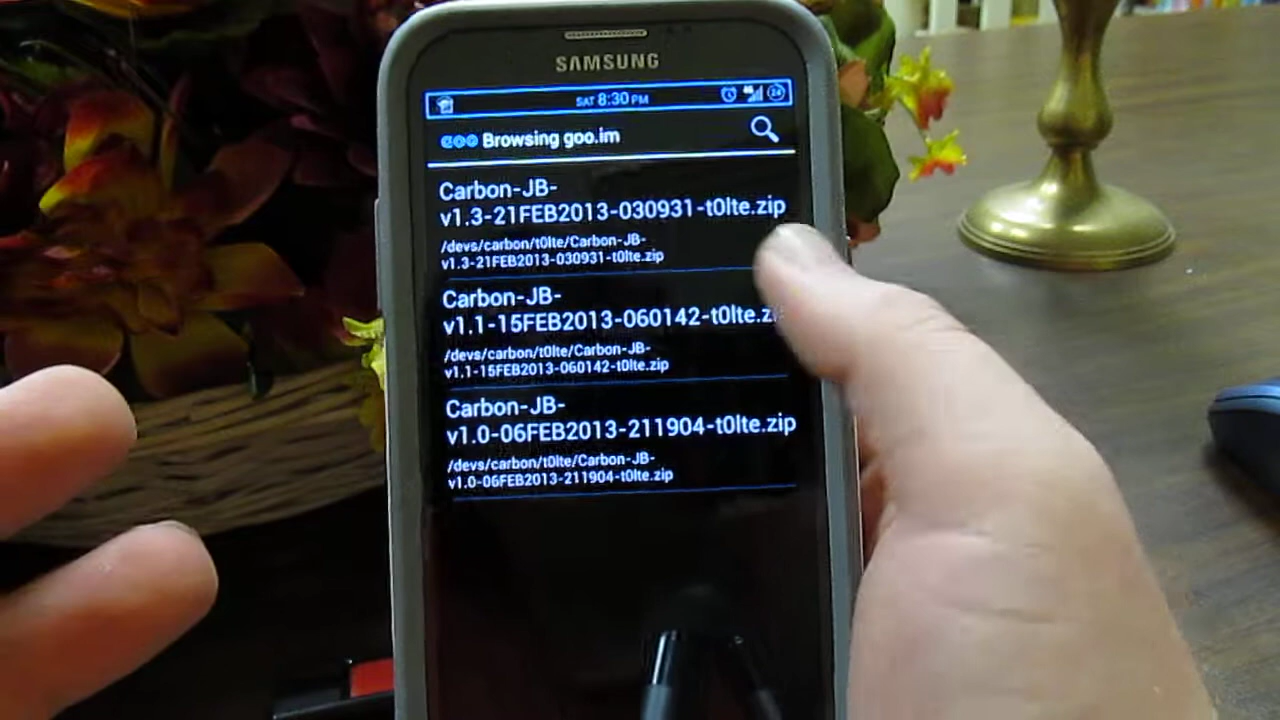 SAMSUNG
SAT 8:30 PM
goo Browsing goo.im
Carbon-JB-
v1.3-21FEB2013-030931-t0lte.zip
/devs/carbon/t0lte/Carbon-JB-
v1.3-21FEB2013-030931-t0lte.zip
Carbon-JB-
v1.1-15FEB2013-060142-t0lte.z
/devs/carbon/t0lte/Carbon-JB-
v1.1-15FEB2013-060142-t0lte.zip
Carbon-JB-
v1.0-06FEB2013-211904-t0lte.zip
/devs/carbon/t0lte/Carbon-JB-
v1.0-06FEB2013-211904-t0lte.zip